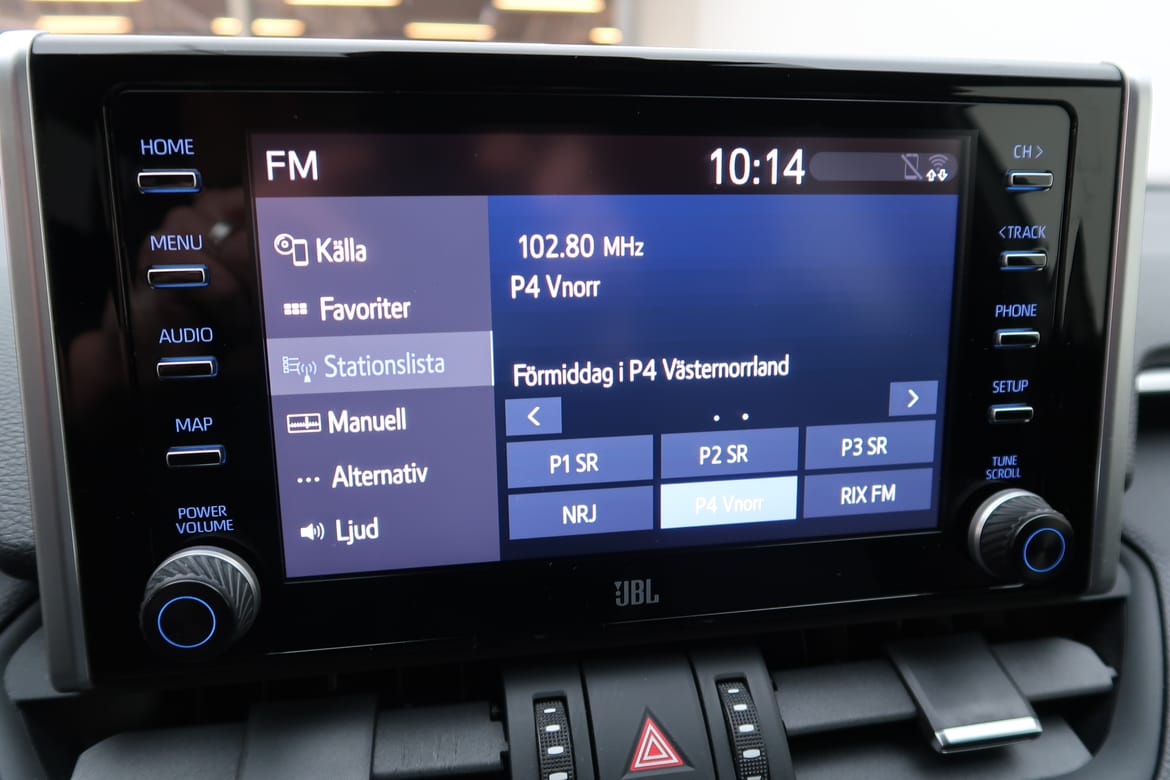 HOME
MENU
AUDIO
MAP
POWER
VOLUME
FM
10:14
Källa
Favoriter
Stationslista
Manuell
... Alternativ
Ljud
102.80 MHz
P4 Vnorr
Förmiddag i P4 Västernorrland
<
>
P1 SR
P2 SR
P3 SR
NRJ
P4 Vnorr
RIX FM
CH >
< TRACK
PHONE
SETUP
TUNE
SCROLL
JBL